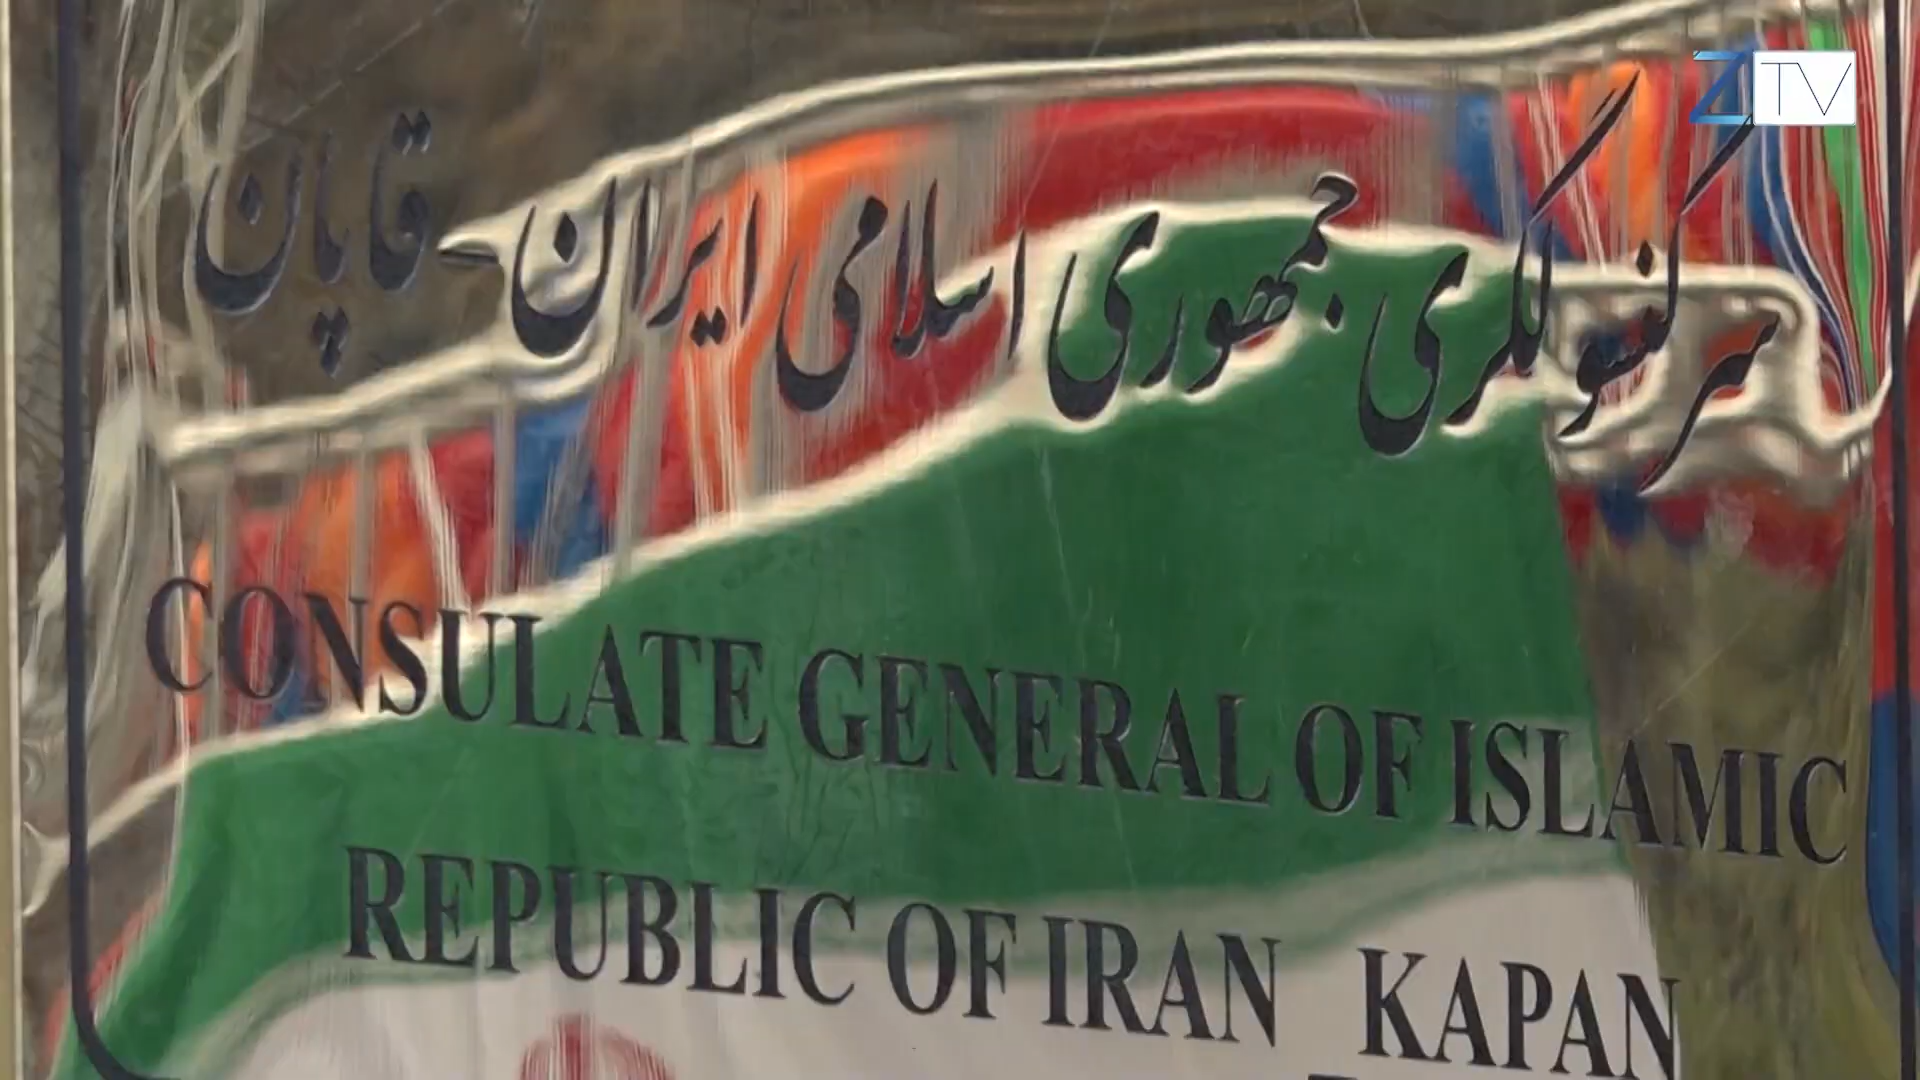 ZTV
سرکنسولگری جمهوری اسلامی ایران - قاپان
CONSULATE GENERAL OF ISLAMIC
REPUBLIC OF IRAN KAPAN